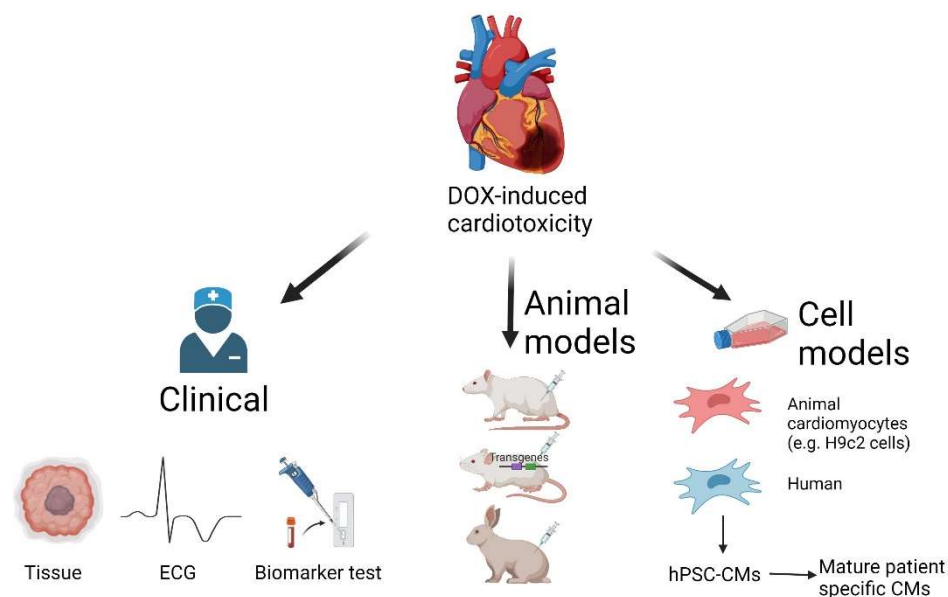 DOX-induced
cardiotoxicity
Clinical
Tissue
ECG
Biomarker test
Animal
models
Transgenes
Cell
models
Animal
cardiomyocytes
(e.g. H9c2 cells)
Human
hPSC-CMs
Mature patient
specific CMs